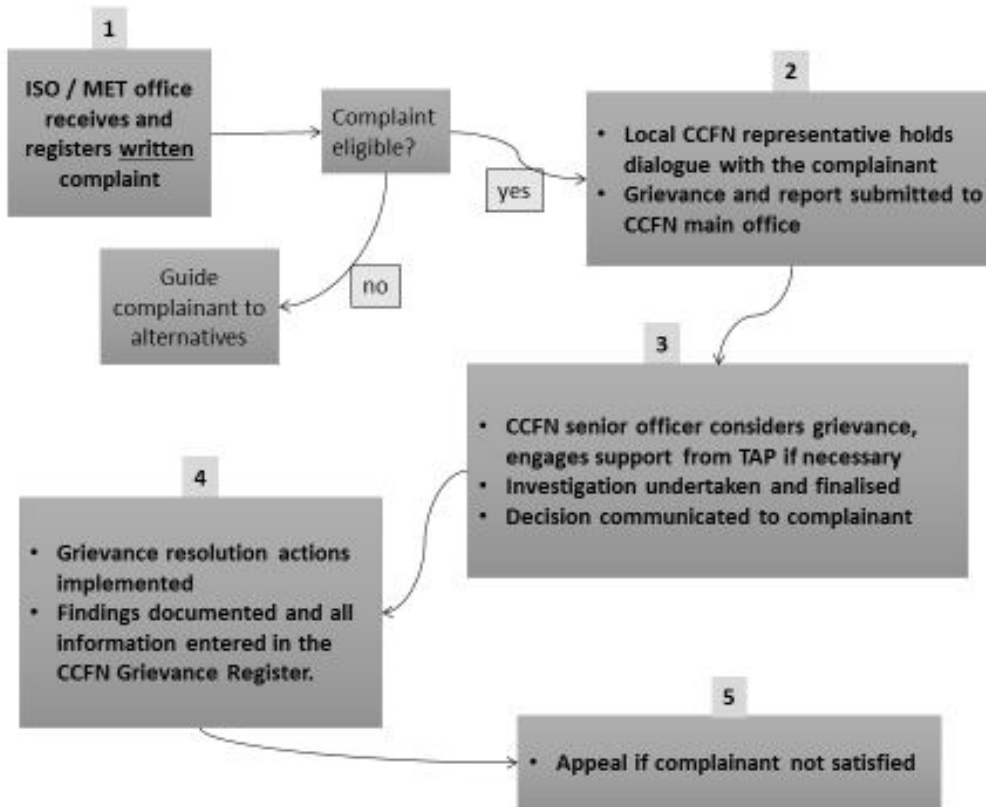 1
ISO / MET office
receives and
registers written
complaint
Complaint
eligible?
yes
no
Guide
complainant to
alternatives
2
• Local CCFN representative holds
dialogue with the complainant
• Grievance and report submitted to
CCFN main office
3
• CCFN senior officer considers grievance,
engages support from TAP if necessary
• Investigation undertaken and finalised
• Decision communicated to complainant
4
• Grievance resolution actions
implemented
• Findings documented and all
information entered in the
CCFN Grievance Register.
5
• Appeal if complainant not satisfied